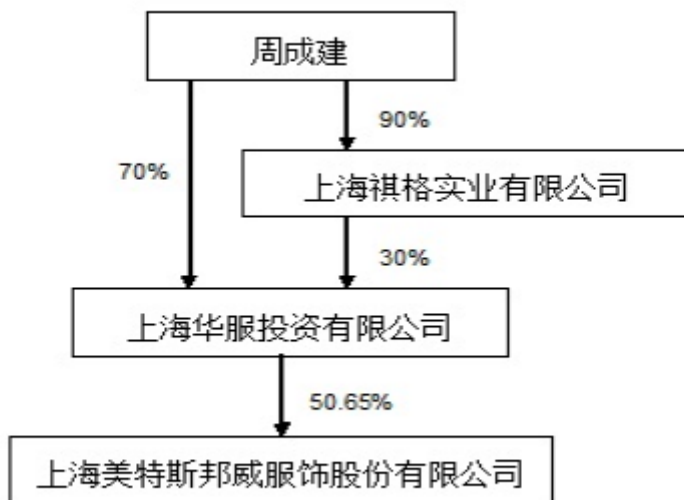 周成建
90%
70%
上海祺格实业有限公司
30%
上海华服投资有限公司
50.65%
上海美特斯邦威服饰股份有限公司